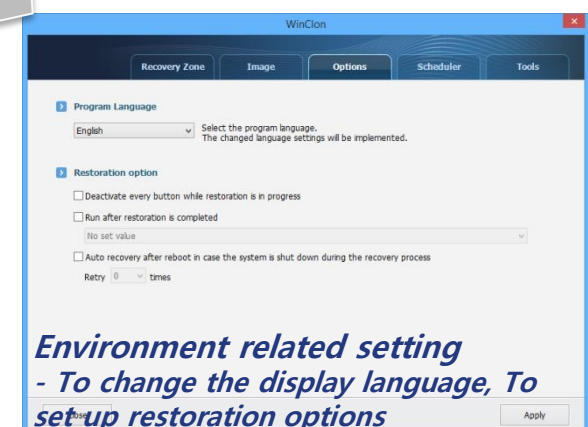 WinClon
Recovery Zone Image Options Scheduler Tools
Program Language
English
Select the program language.
The changed language settings will be implemented.
Restoration option
Deactivate every button while restoration is in progress
Run after restoration is completed
No set value
Auto recovery after reboot in case the system is shut down during the recovery process
Retry 0 times
Environment related setting
- To change the display language, To
set up restoration options
Apply